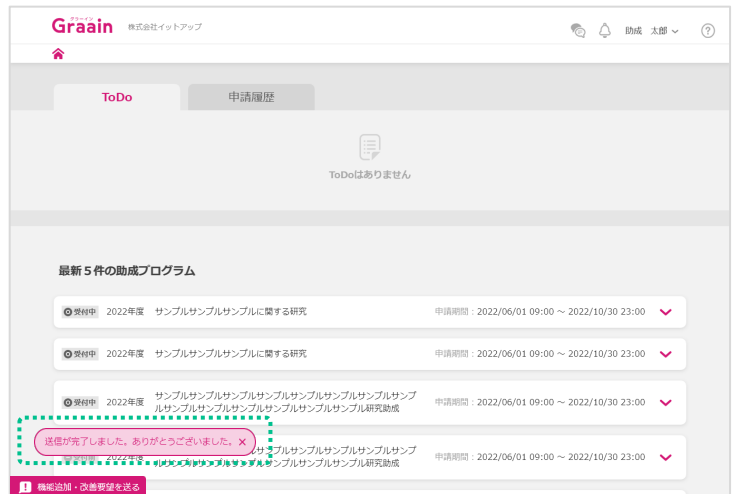 グラーイン
Graain 株式会社イットアップ
助成 太郎
?
ToDo 申請履歴
ToDoはありません
最新5件の助成プログラム
受付中 2022年度 サンプルサンプルサンプルに関する研究 申請期間：2022/06/01 09:00 ～ 2022/10/30 23:00
受付中 2022年度 サンプルサンプルサンプルに関する研究 申請期間：2022/06/01 09:00 ～ 2022/10/30 23:00
受付中 2022年度 サンプルサンプルサンプルサンプルサンプルサンプルサンプルサンプ
ルサンプルサンプルサンプルサンプルサンプルサンプル研究助成 申請期間：2022/06/01 09:00 ～ 2022/10/30 23:00
送信が完了しました。ありがとうございました。×
2022年度 プルサンプルサンプルサンプルサンプ
ルサンプルサンプルサンプルサンプルサンプルサンプル研究助成 申請期間：2022/06/01 09:00 ～ 2022/10/30 23:00
機能追加・改善要望を送る